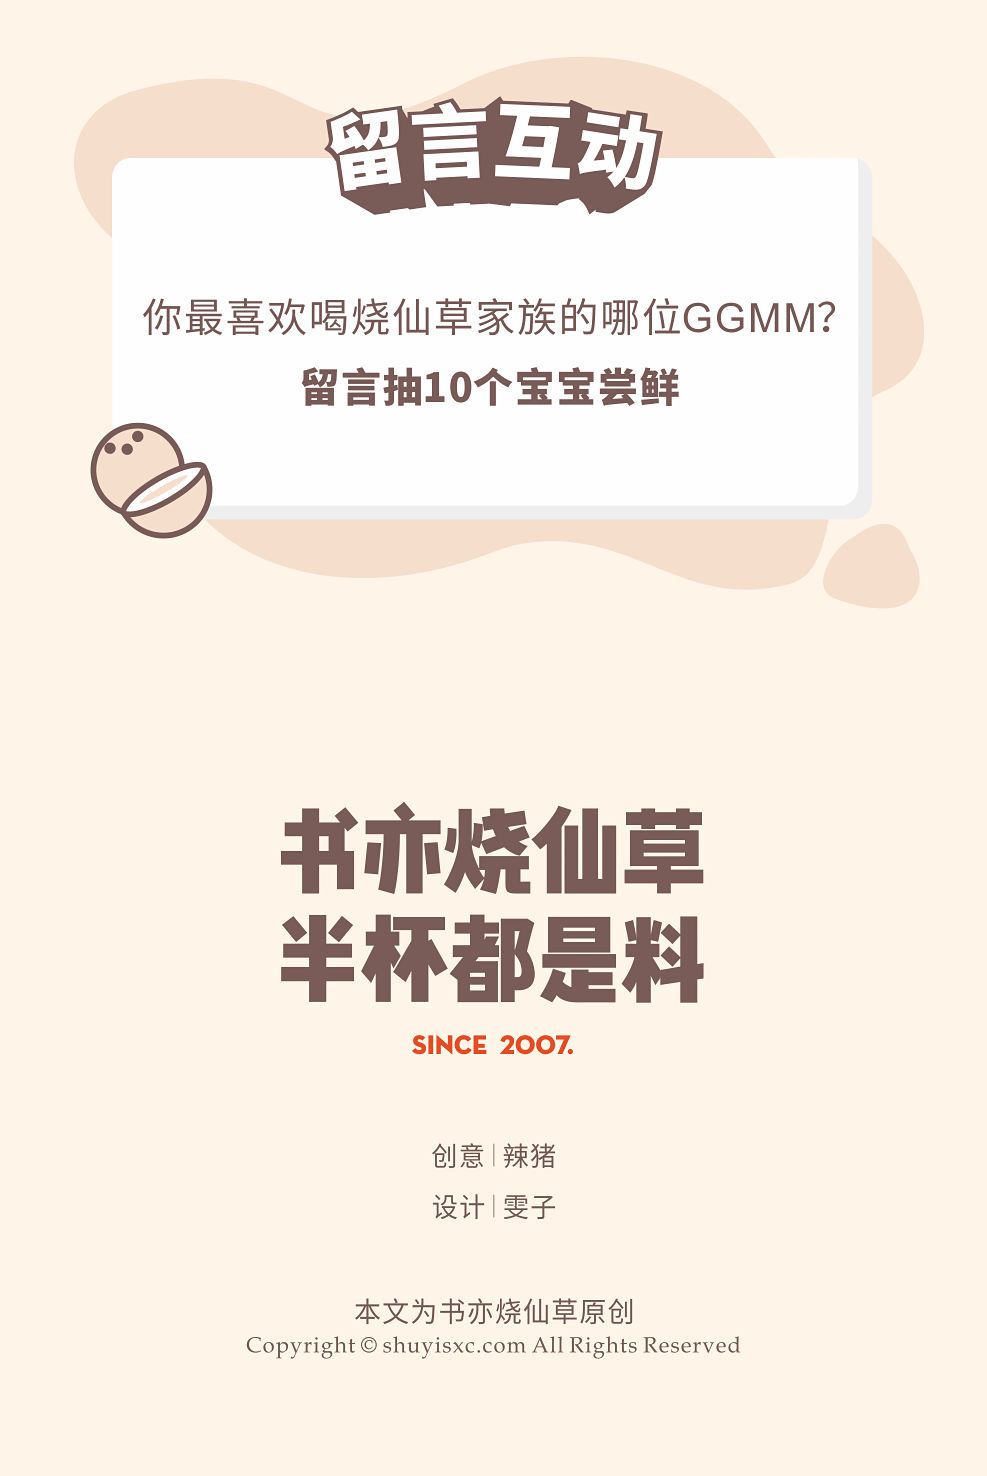 留言互动
你最喜欢喝烧仙草家族的哪位GGMM？
留言抽10个宝宝尝鲜
书亦烧仙草
半杯都是料
SINCE 2007.
创意|辣猪
设计|雯子
本文为书亦烧仙草原创
Copyright © shuyisxc.com All Rights Reserved